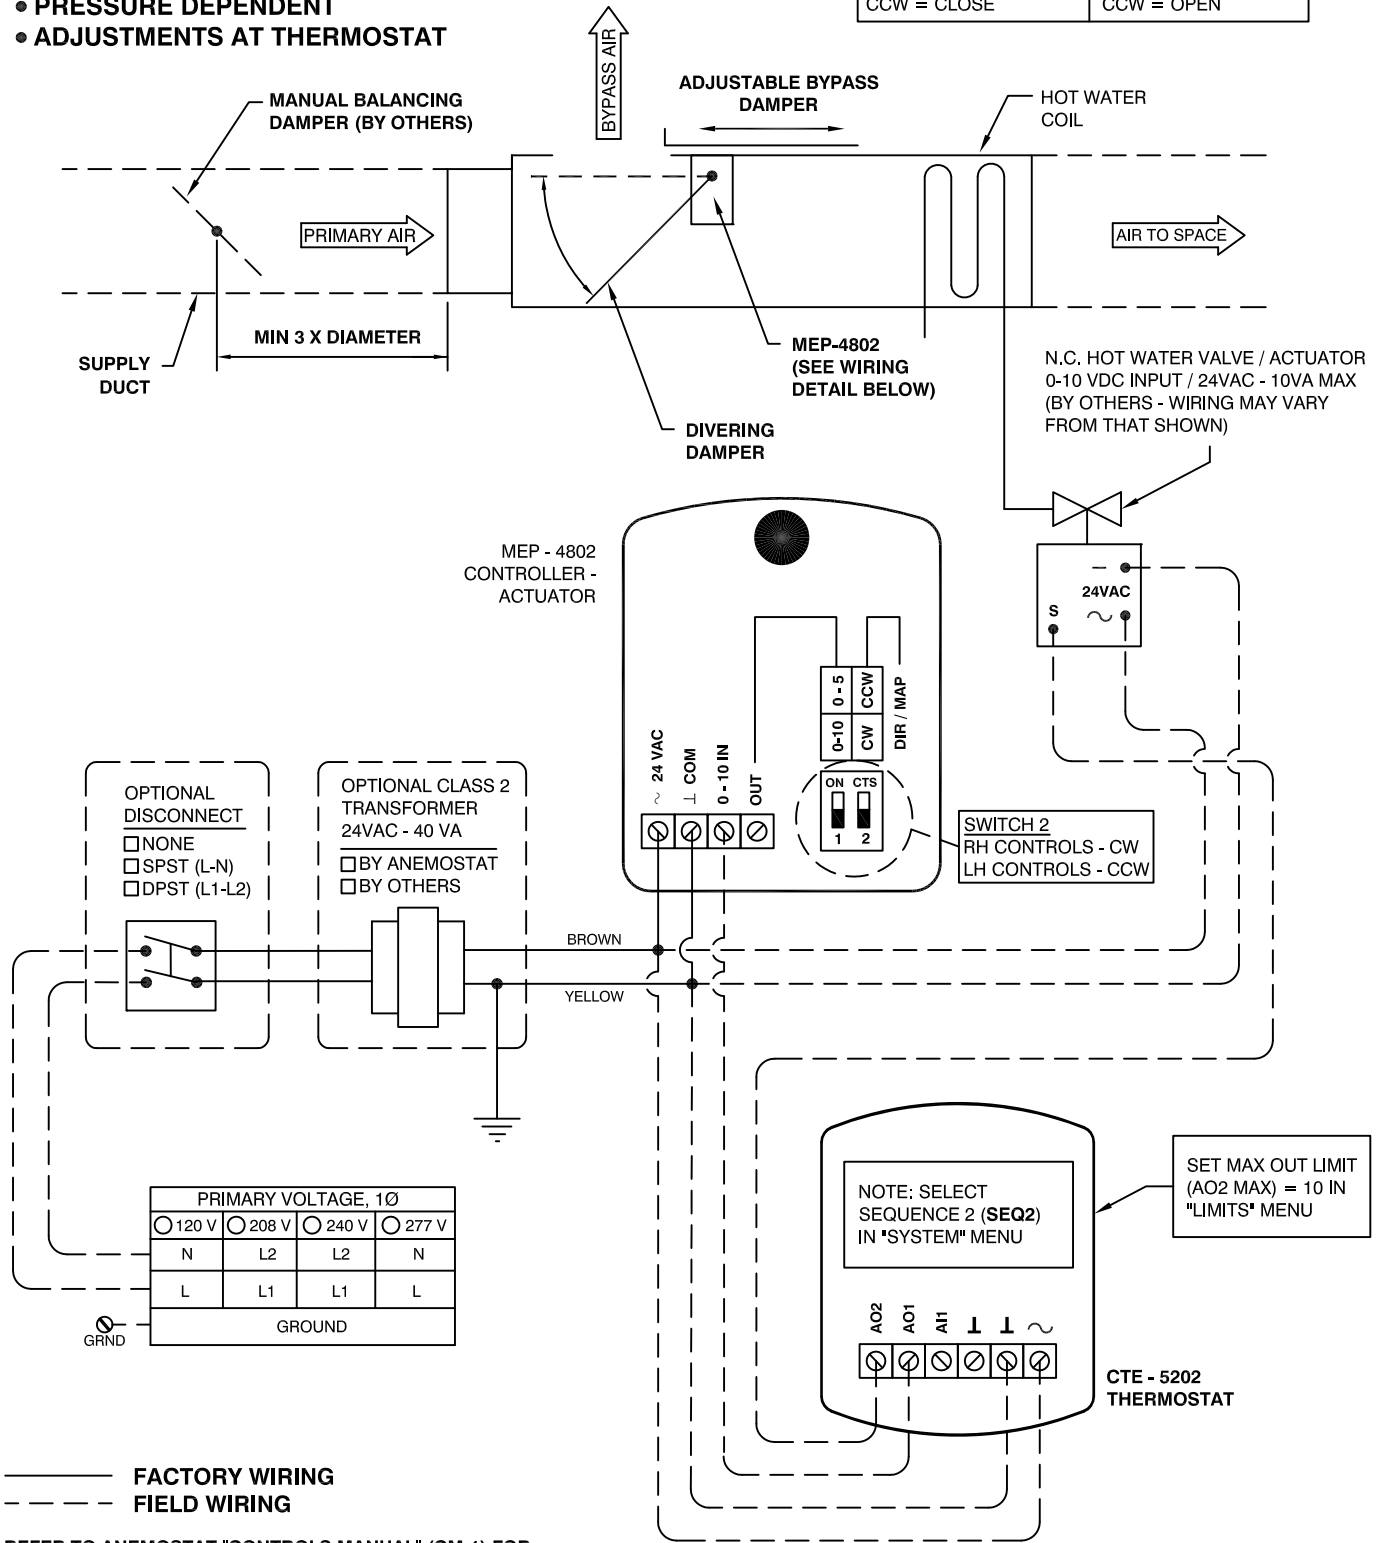 ● PRESSURE DEPENDENT
● ADJUSTMENTS AT THERMOSTAT
CCW = CLOSE
CCW = OPEN
BYPASS AIR
ADJUSTABLE BYPASS
DAMPER
MANUAL BALANCING
DAMPER (BY OTHERS)
HOT WATER
COIL
PRIMARY AIR
AIR TO SPACE
MIN 3 X DIAMETER
SUPPLY
DUCT
MEP-4802
(SEE WIRING
DETAIL BELOW)
DIVERING
DAMPER
N.C. HOT WATER VALVE / ACTUATOR
0-10 VDC INPUT / 24VAC - 10VA MAX
(BY OTHERS - WIRING MAY VARY
FROM THAT SHOWN)
MEP - 4802
CONTROLLER -
ACTUATOR
–
24VAC
S
~
0-10
0 - 5
CW
CCW
DIR / MAP
~ 24 VAC
⊥ COM
0 - 10 IN
OUT
ON CTS
1 2
SWITCH 2
RH CONTROLS - CW
LH CONTROLS - CCW
OPTIONAL
DISCONNECT
□ NONE
□ SPST (L-N)
□ DPST (L1-L2)
OPTIONAL CLASS 2
TRANSFORMER
24VAC - 40 VA
□ BY ANEMOSTAT
□ BY OTHERS
BROWN
YELLOW
PRIMARY VOLTAGE, 1Ø
○ 120 V ○ 208 V ○ 240 V ○ 277 V
N L2 L2 N
L L1 L1 L
GROUND
GRND
NOTE: SELECT
SEQUENCE 2 (SEQ2)
IN "SYSTEM" MENU
SET MAX OUT LIMIT
(AO2 MAX) = 10 IN
"LIMITS" MENU
AO2 AO1 AI1 ⊥ ⊥ ~
CTE - 5202
THERMOSTAT
FACTORY WIRING
FIELD WIRING
REFER TO ANEMOSTAT "CONTROLS MANUAL" (CM-1) FOR